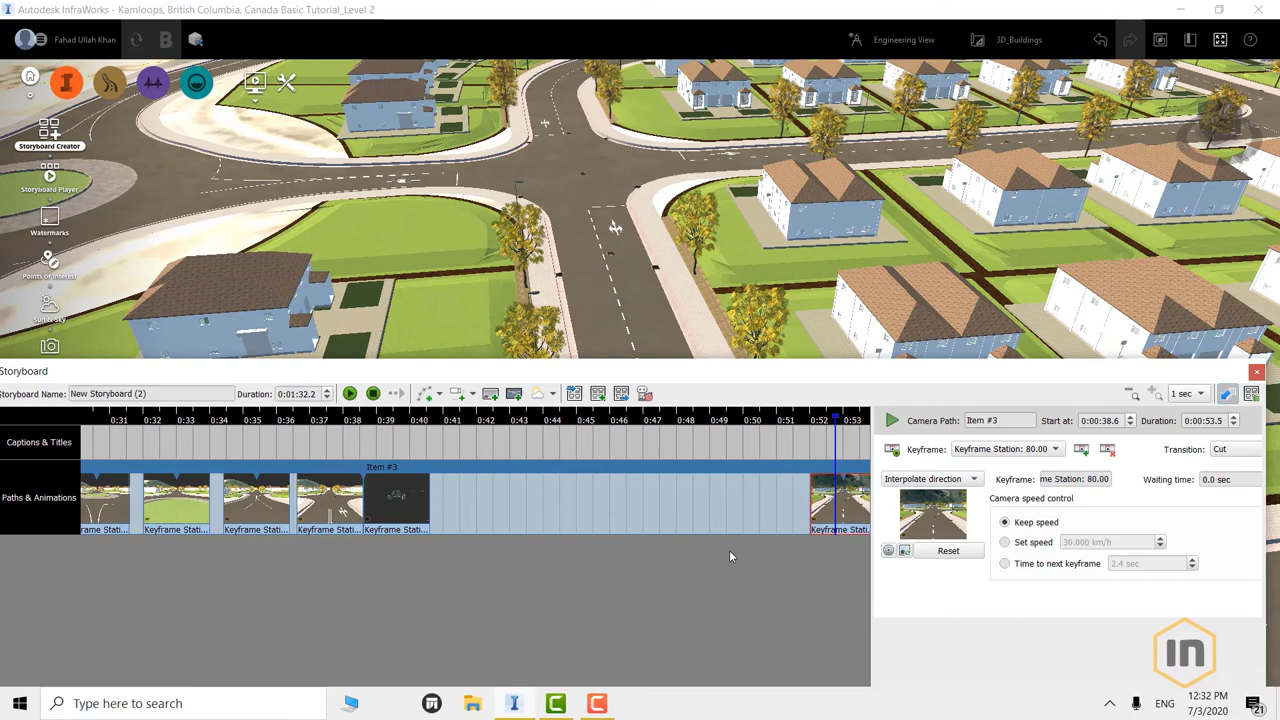 Autodesk InfraWorks - Kamloops, British Columbia, Canada Basic Tutorial_Level 2
Fahad Ullah Khan
Engineering View
3D_Buildings
Storyboard Creator
Storyboard Player
Watermarks
Points of Interest
Sun & Sky
Storyboard
Storyboard Name: New Storyboard (2) Duration: 0:01:32.2
1 sec
0:31 0:32 0:33 0:34 0:35 0:36 0:37 0:38 0:39 0:40 0:41 0:42 0:43 0:44 0:45 0:46 0:47 0:48 0:49 0:50 0:51 0:52 0:53
Captions & Titles
Item #3
Paths & Animations
frame Stati... Keyframe Stati... Keyframe Stati... Keyframe Stati... Keyframe Stati... Keyframe Stati...
Camera Path: Item #3 Start at: 0:00:38.6 Duration: 0:00:53.5
Keyframe: Keyframe Station: 80.00 Transition: Cut
Interpolate direction Keyframe: me Station: 80.00 Waiting time: 0.0 sec
Camera speed control
Keep speed
Set speed 30.000 km/h
Reset
Time to next keyframe 2.4 sec
in
Type here to search
ENG
12:32 PM
7/3/2020
21